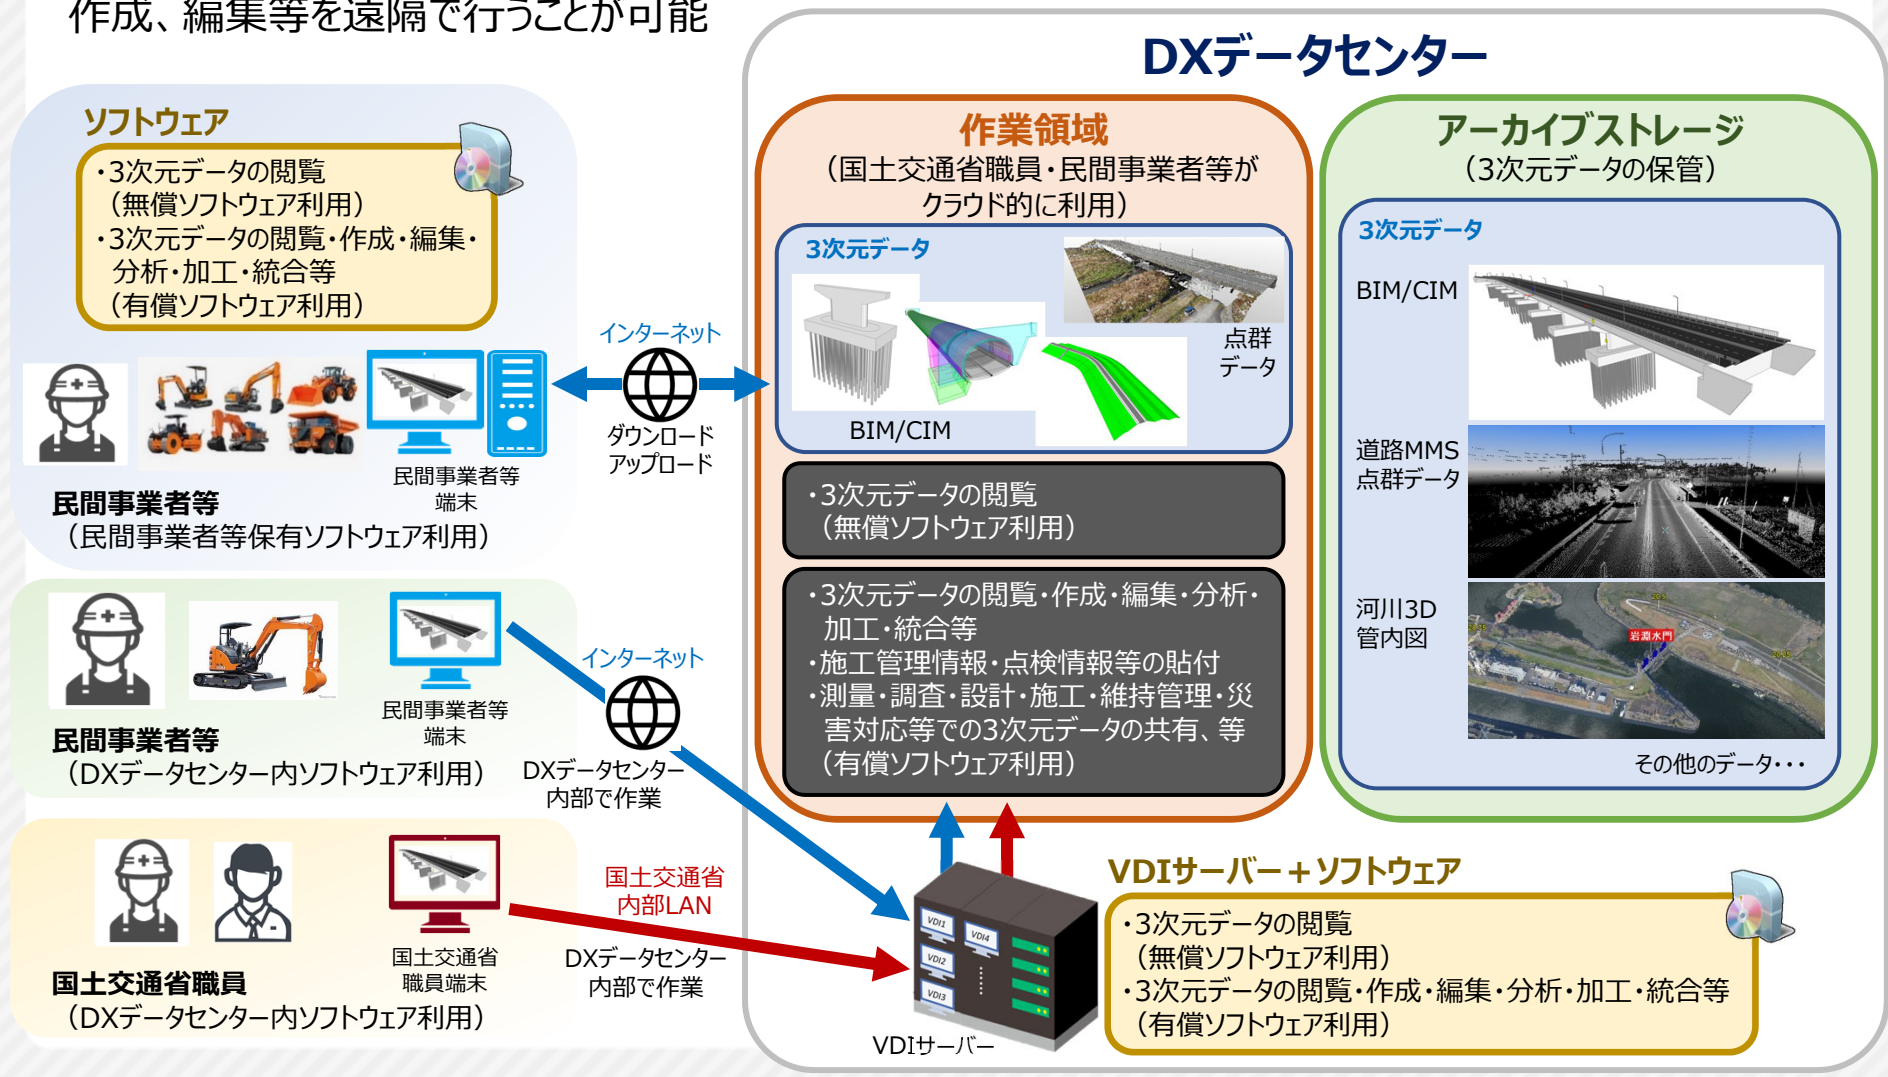 作成、編集等を遠隔で行うことが可能
DXデータセンター
ソフトウェア
・3次元データの閲覧
（無償ソフトウェア利用）
・3次元データの閲覧・作成・編集・
分析・加工・統合等
（有償ソフトウェア利用）
民間事業者等
端末
民間事業者等
（民間事業者等保有ソフトウェア利用）
インターネット
ダウンロード
アップロード
民間事業者等
端末
民間事業者等
（DXデータセンター内ソフトウェア利用）
インターネット
DXデータセンター
内部で作業
国土交通省
職員端末
国土交通省職員
（DXデータセンター内ソフトウェア利用）
国土交通省
内部LAN
DXデータセンター
内部で作業
作業領域
（国土交通省職員・民間事業者等が
クラウド的に利用）
3次元データ
点群
データ
BIM/CIM
・3次元データの閲覧
（無償ソフトウェア利用）
・3次元データの閲覧・作成・編集・分析・
加工・統合等
・施工管理情報・点検情報等の貼付
・測量・調査・設計・施工・維持管理・災
害対応等での3次元データの共有、等
（有償ソフトウェア利用）
アーカイブストレージ
（3次元データの保管）
3次元データ
BIM/CIM
道路MMS
点群データ
河川3D
管内図
岩淵水門
その他のデータ・・・
VDI1
VDI4
VDI2
VDI3
VDIサーバー
VDIサーバー＋ソフトウェア
・3次元データの閲覧
（無償ソフトウェア利用）
・3次元データの閲覧・作成・編集・分析・加工・統合等
（有償ソフトウェア利用）